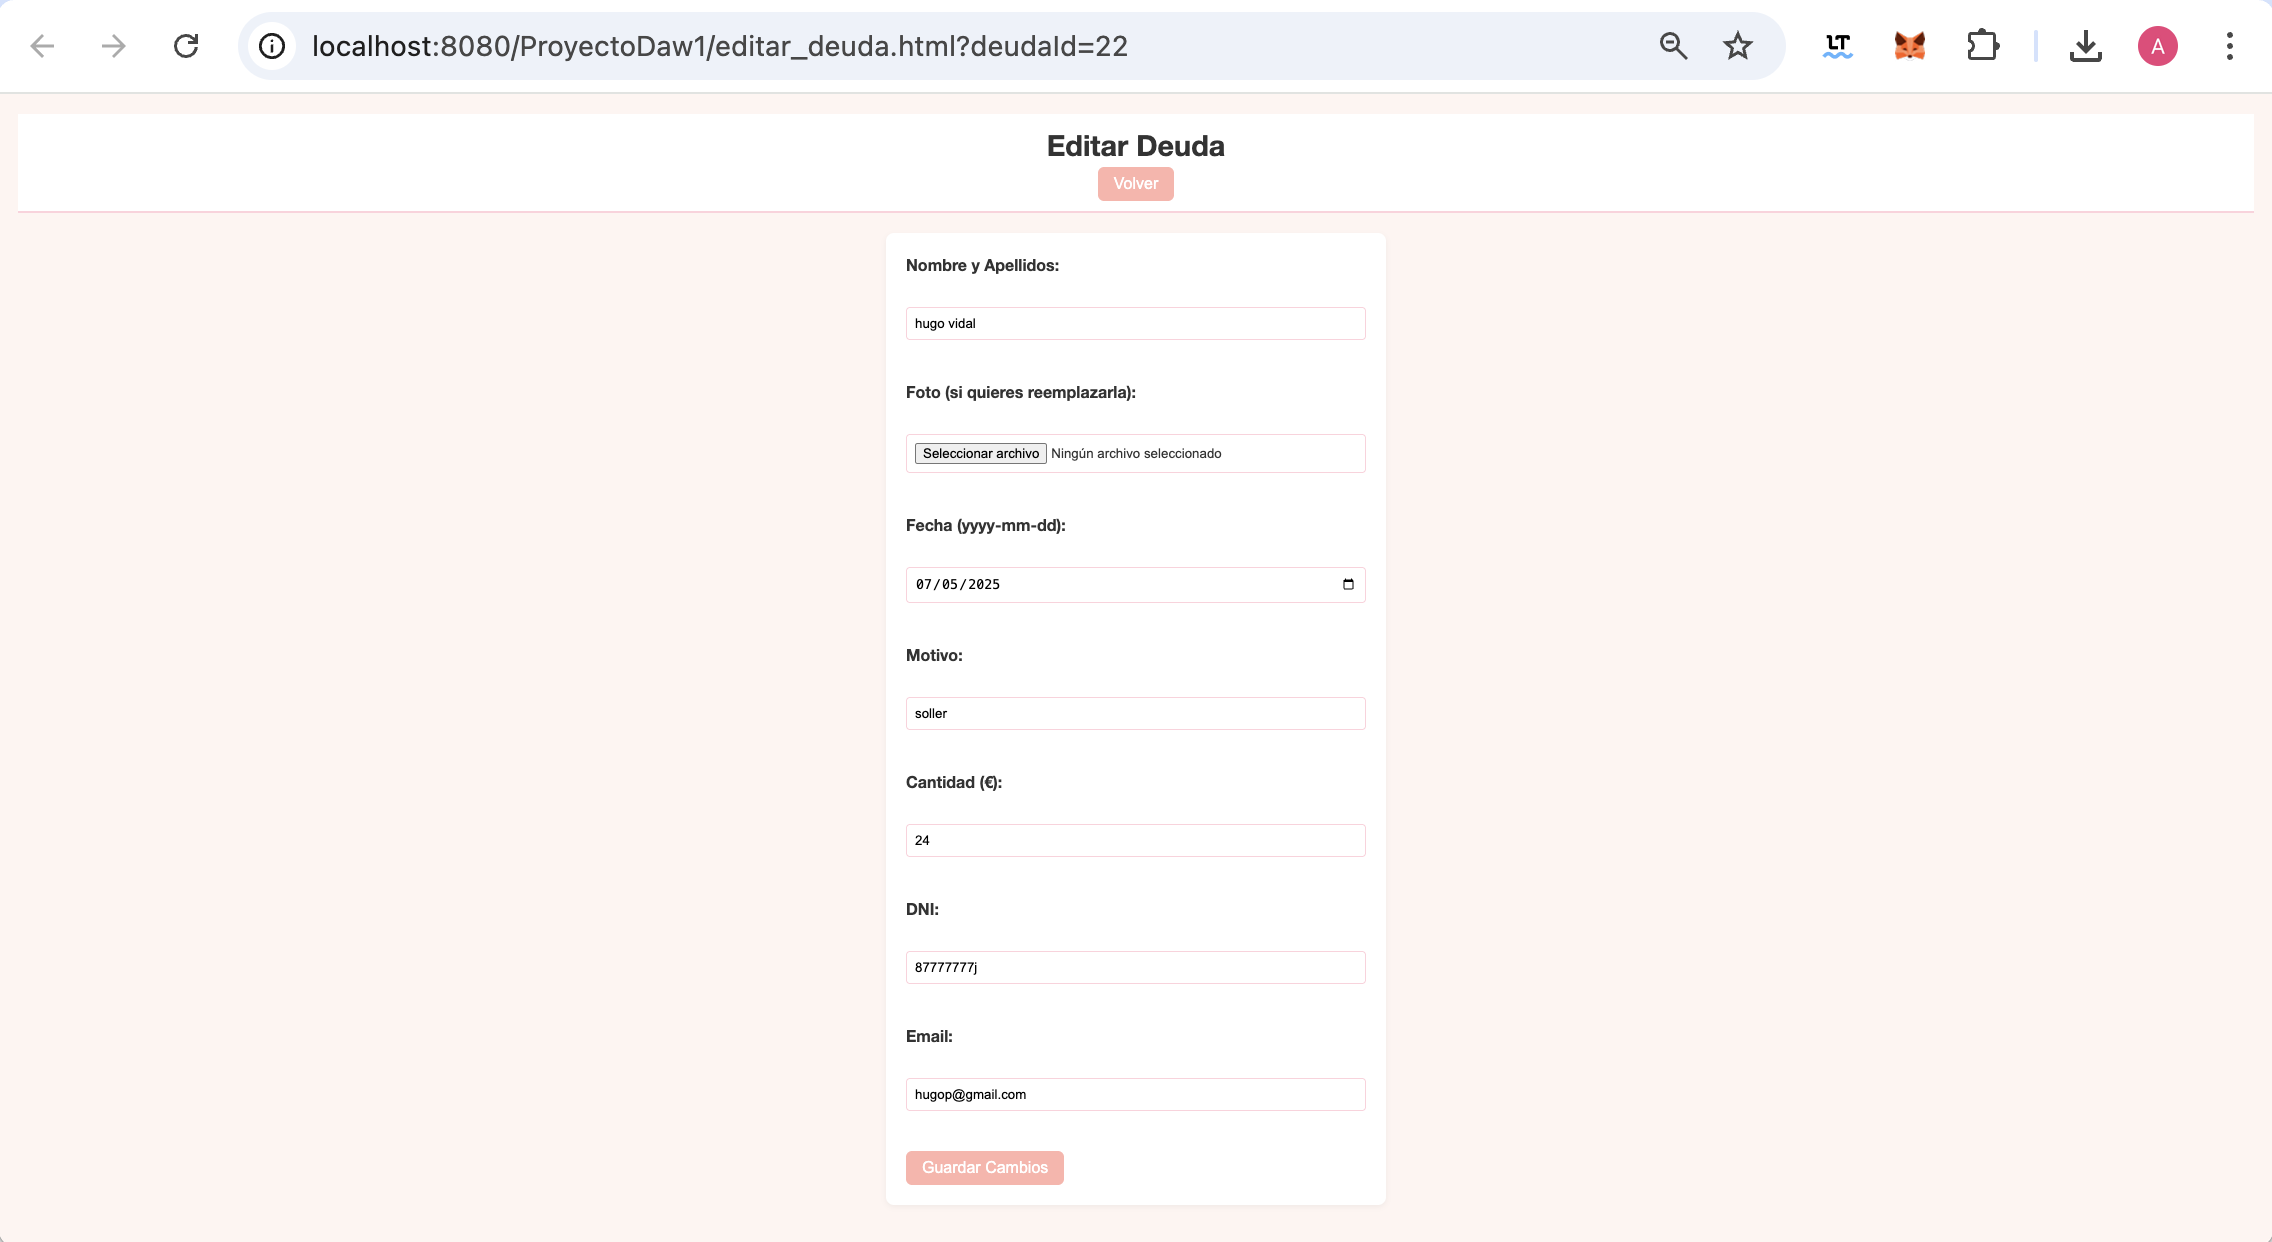 localhost:8080/ProyectoDaw1/editar_deuda.html?deudaId=22
LT
A
Editar Deuda
Volver
Nombre y Apellidos:
hugo vidal
Foto (si quieres reemplazarla):
Seleccionar archivo Ningún archivo seleccionado
Fecha (yyyy-mm-dd):
07/05/2025
Motivo:
soller
Cantidad (€):
24
DNI:
87777777j
Email:
hugop@gmail.com
Guardar Cambios